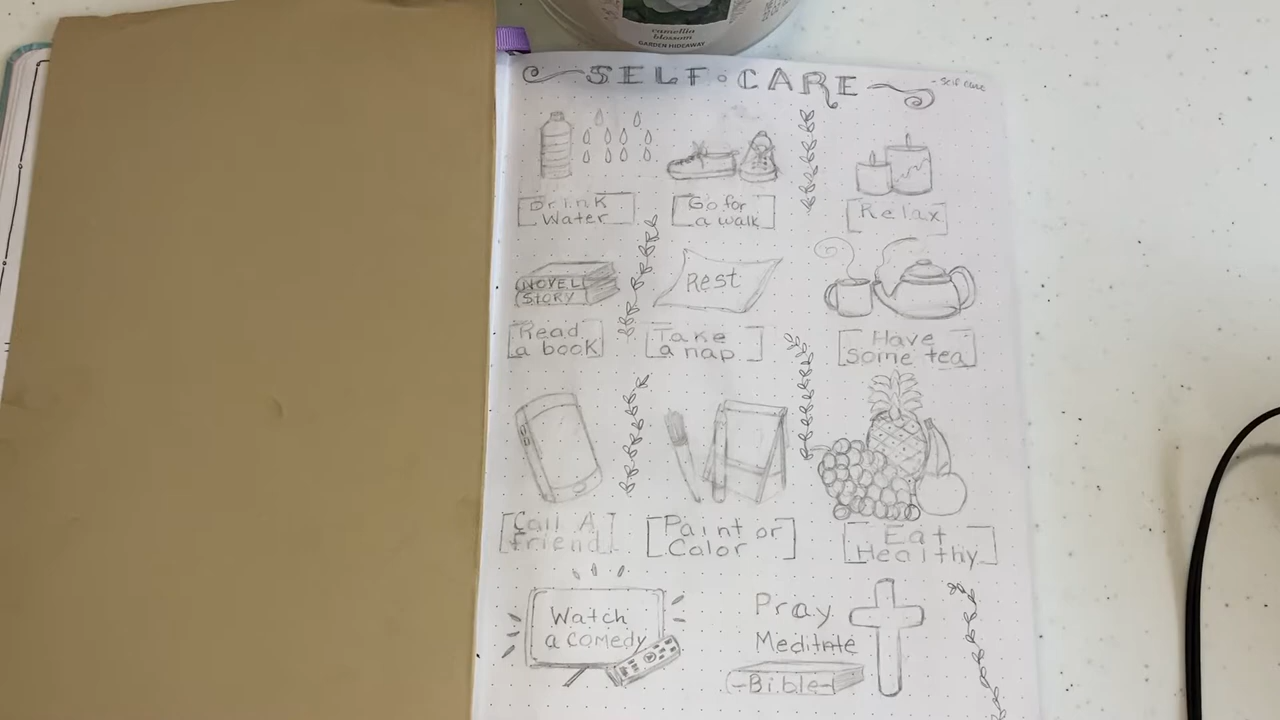 camellia
blossom
GARDEN HIDEAWAY
SELF CARE
- Self care
Drink
Water
Go for
a walk
Relax
NOVEL
STORY
Read
a book
Rest
Take
a nap
Have
some tea
Call A
friend
Paint or
Color
Eat
Healthy
Watch
a comedy
Pray
Meditate
-Bible-